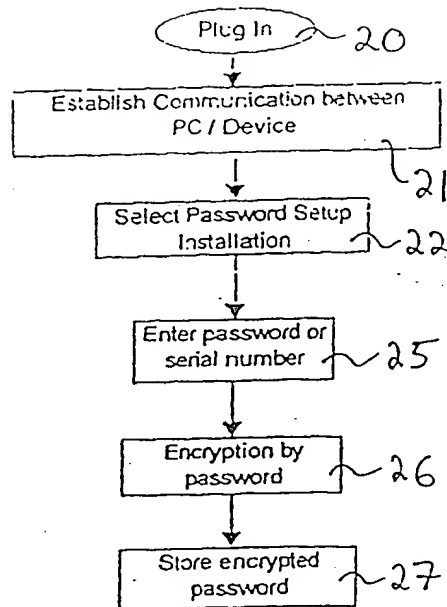 Plug In
20
Establish Communication between
PC / Device
21
Select Password Setup
Installation
22
Enter password or
serial number
25
Encryption by
password
26
Store encrypted
password
27